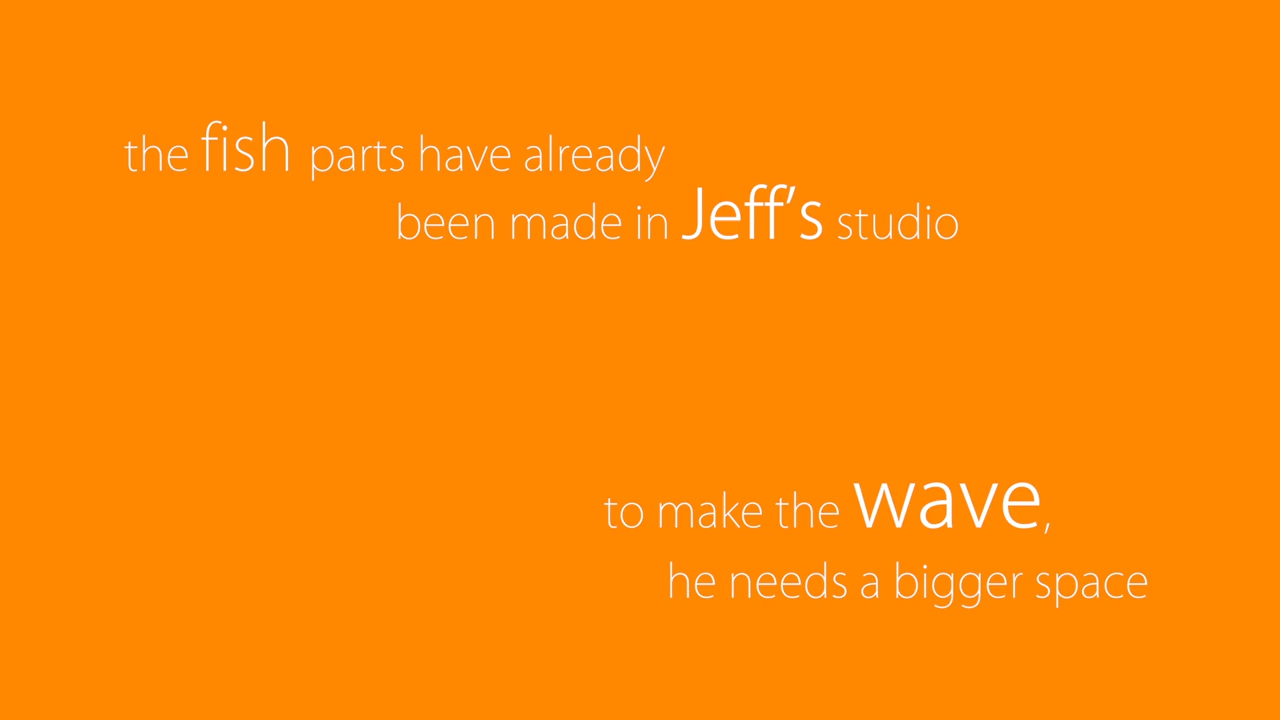 the fish parts have already
been made in Jeff’s studio
to make the wave,
he needs a bigger space